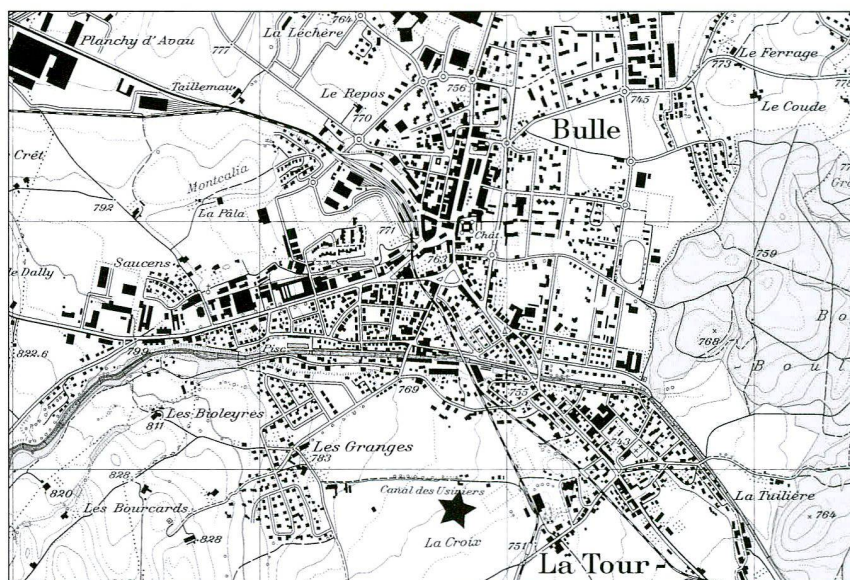 764
La Léchère
Planchy d'Avau
777
Le Ferrage
773
Taillemau
756
Le Repos
745
770
Le Coude
Bulle
Crêt
Montcalia
792
La Pâla
771
Chât.
763
759
Saucens
le Dally
768
822.6
799
Boul
769
755
Les Bioleyres
811
743
Les Granges
783
828
820
Canal des Usiniers
Les Bourcards
La Tuilière
764
828
La Croix
751
La Tour -